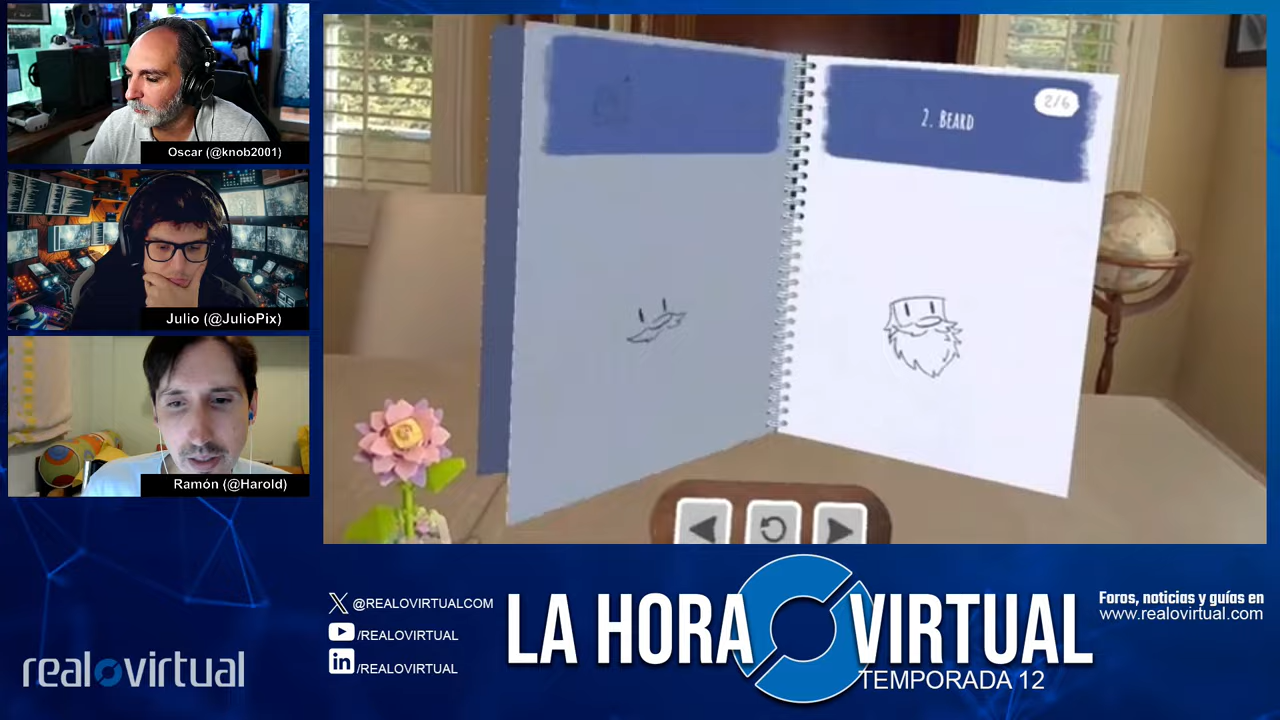 Oscar (@knob2001)
Julio (@JulioPix)
Ramón (@Harold)
2/6
2. BEARD
@REALOVIRTUALCOM
/REALOVIRTUAL
/REALOVIRTUAL
LA HORA VIRTUAL
TEMPORADA 12
Foros, noticias y guías en
www.realovirtual.com
realovirtual